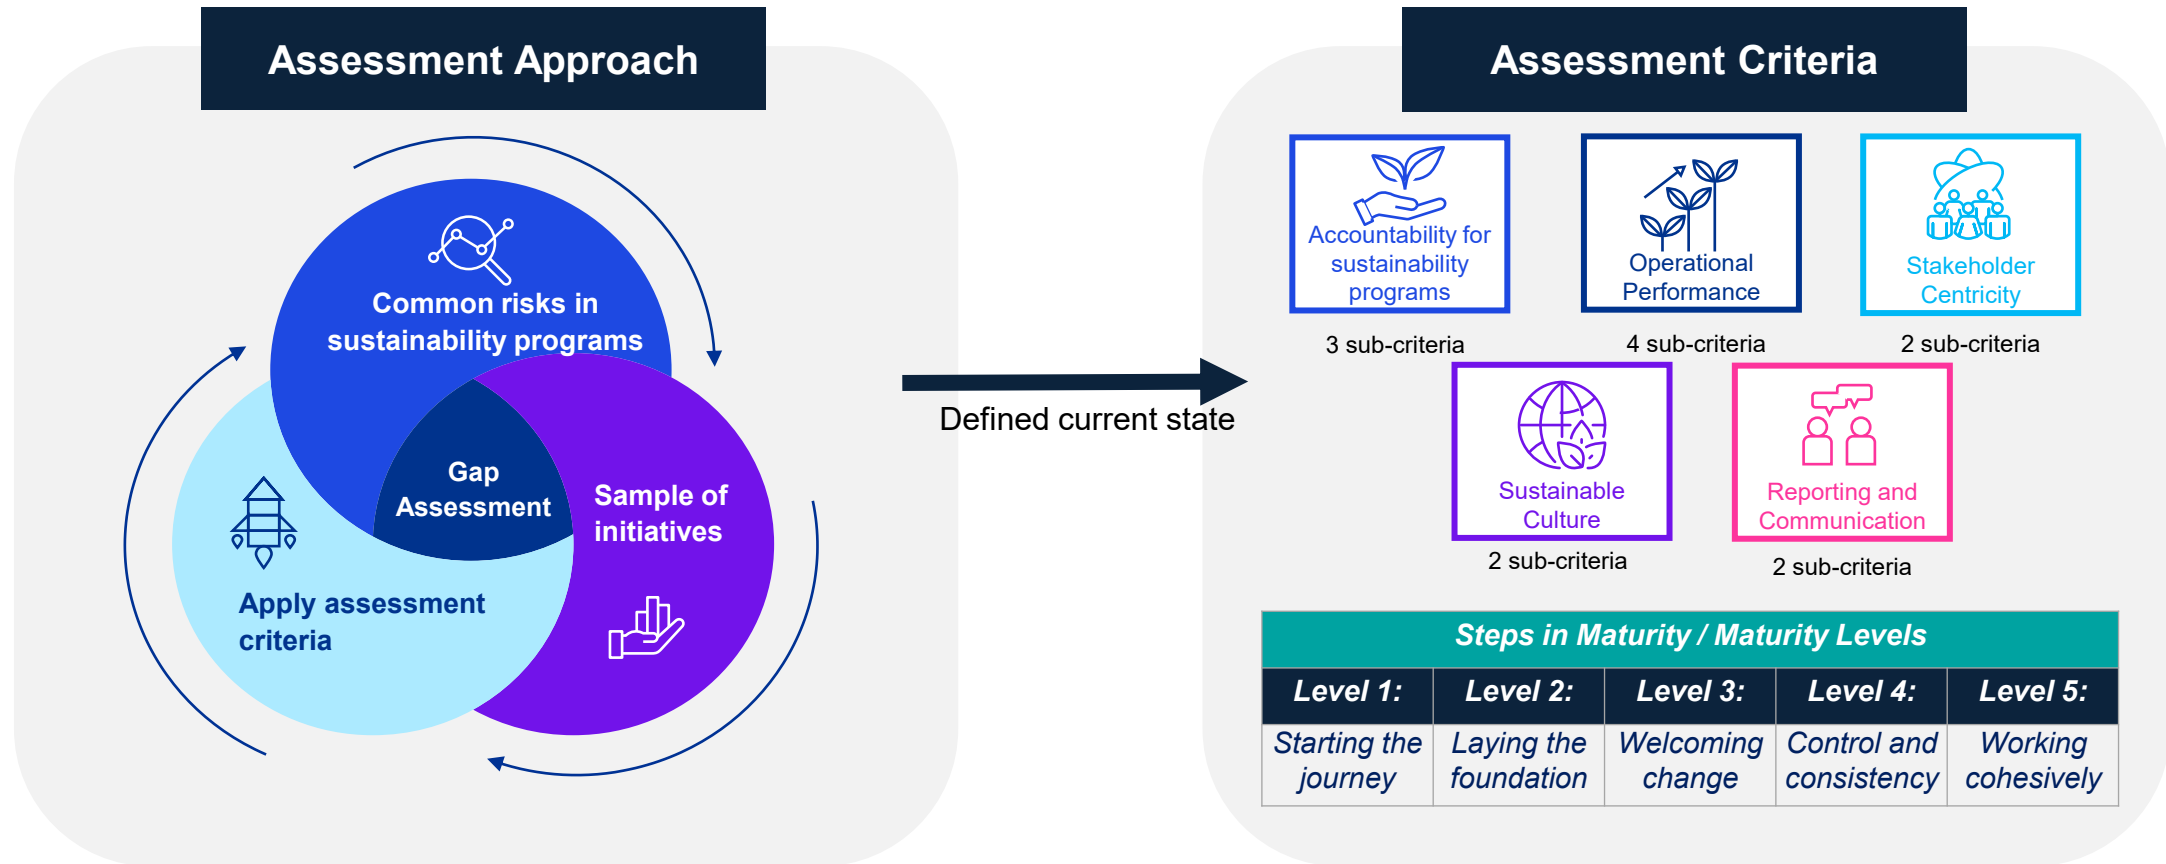 Assessment Approach
Common risks in
sustainability programs
Gap
Assessment
Sample of
initiatives
Apply assessment
criteria
Defined current state
Assessment Criteria
Accountability for
sustainability
programs
3 sub-criteria
Operational
Performance
4 sub-criteria
Stakeholder
Centricity
2 sub-criteria
Sustainable
Culture
2 sub-criteria
Reporting and
Communication
2 sub-criteria
Steps in Maturity / Maturity Levels
Level 1:
Level 2:
Level 3:
Level 4:
Level 5:
Starting the
journey
Laying the
foundation
Welcoming
change
Control and
consistency
Working
cohesively